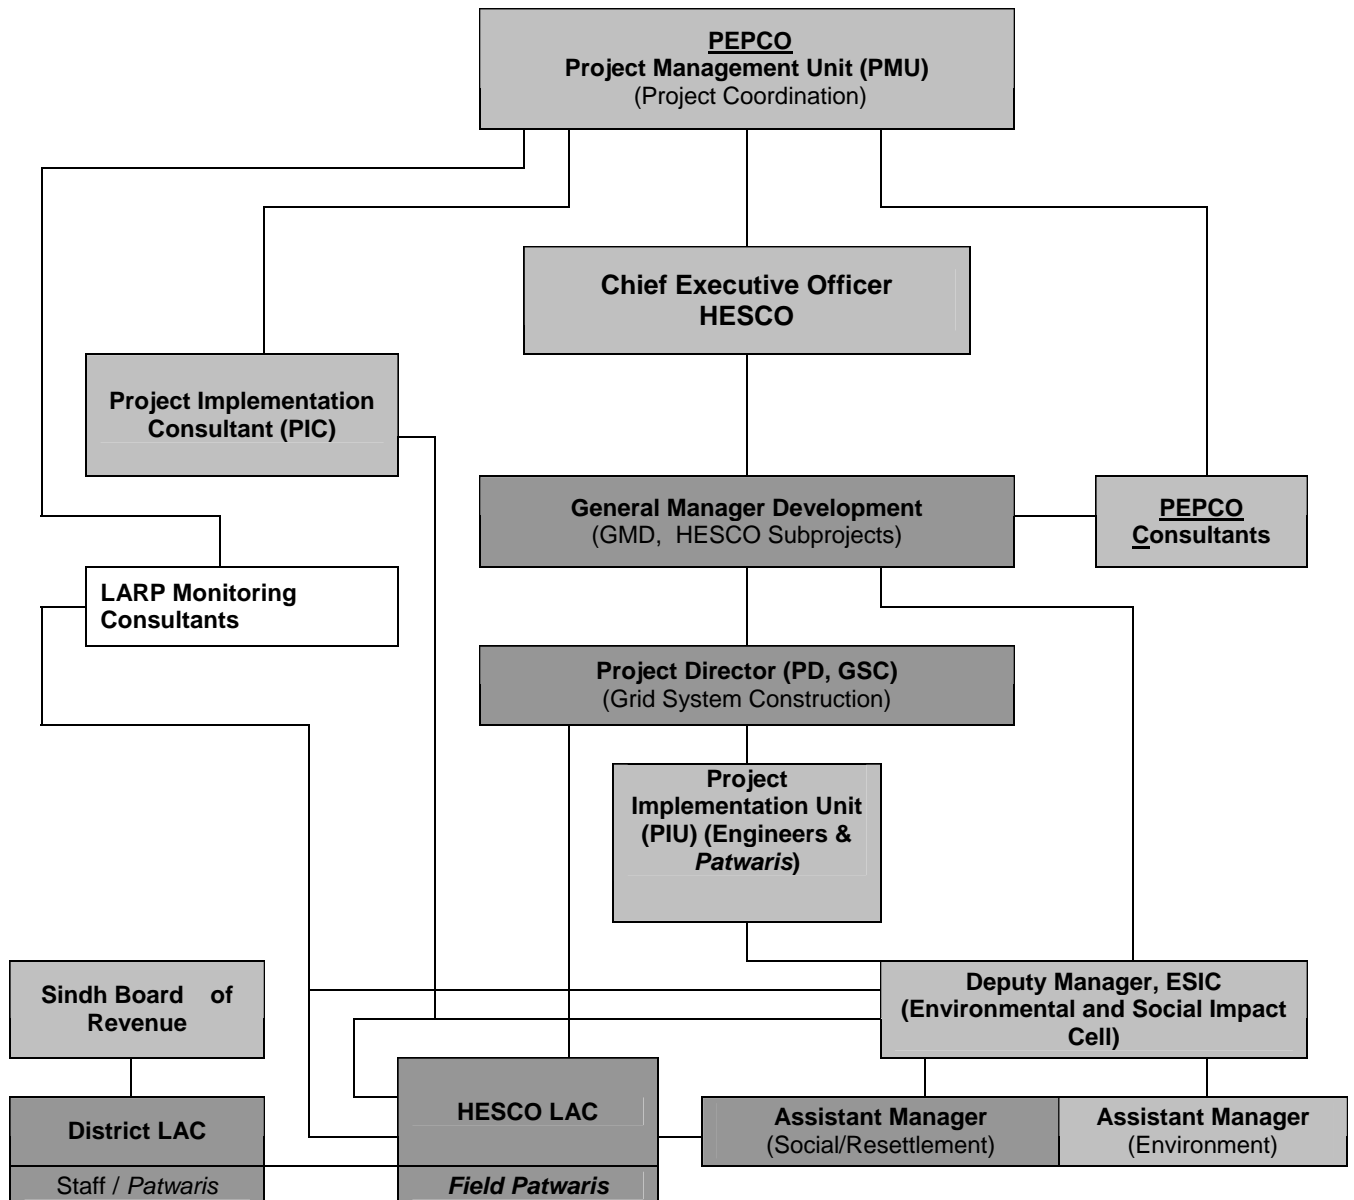 PEPCO
Project Management Unit (PMU)
(Project Coordination)
Chief Executive Officer
HESCO
Project Implementation
Consultant (PIC)
General Manager Development
(GMD, HESCO Subprojects)
PEPCO
Consultants
LARP Monitoring
Consultants
Project Director (PD, GSC)
(Grid System Construction)
Project
Implementation Unit
(PIU) (Engineers &
Patwaris)
Sindh Board of
Revenue
Deputy Manager, ESIC
(Environmental and Social Impact
Cell)
District LAC
Staff / Patwaris
HESCO LAC
Field Patwaris
Assistant Manager
(Social/Resettlement)
Assistant Manager
(Environment)